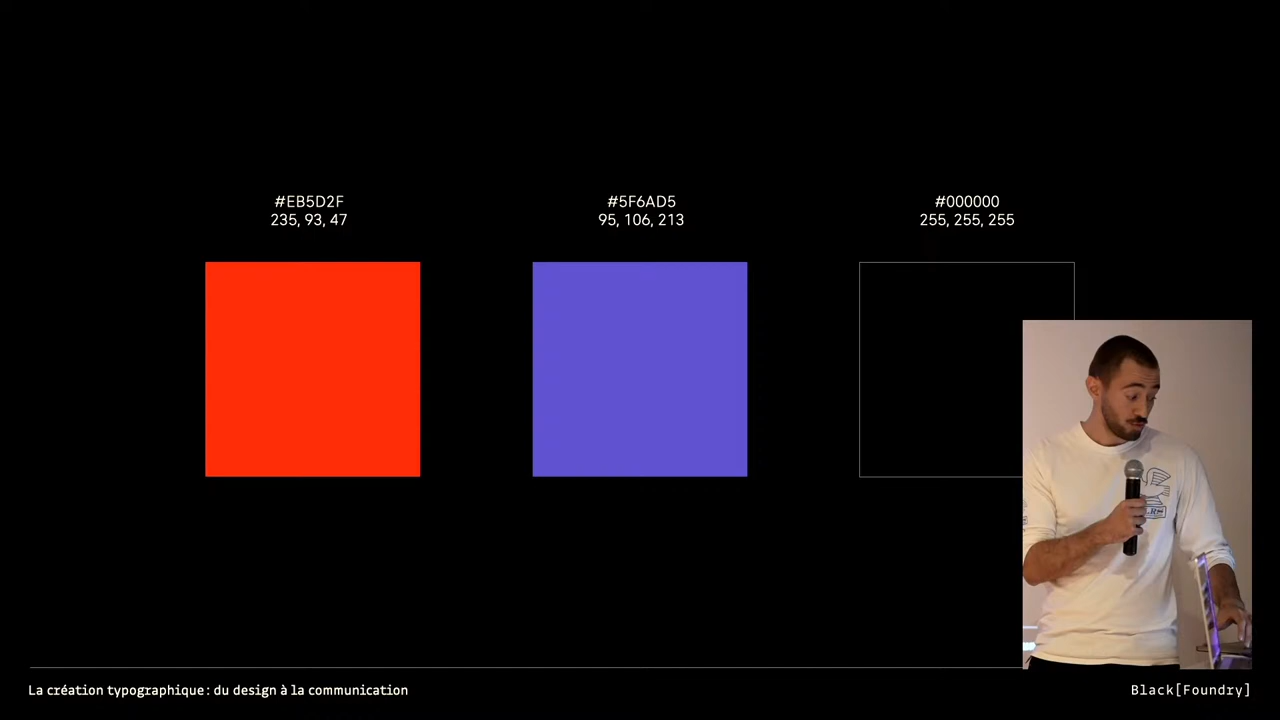 #EB5D2F
235, 93, 47
#5F6AD5
95, 106, 213
#000000
255, 255, 255
La création typographique : du design à la communication
Black[Foundry]